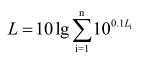 L = 10 lg ∑_{i=1}^{n} 10^{0.1L_i}